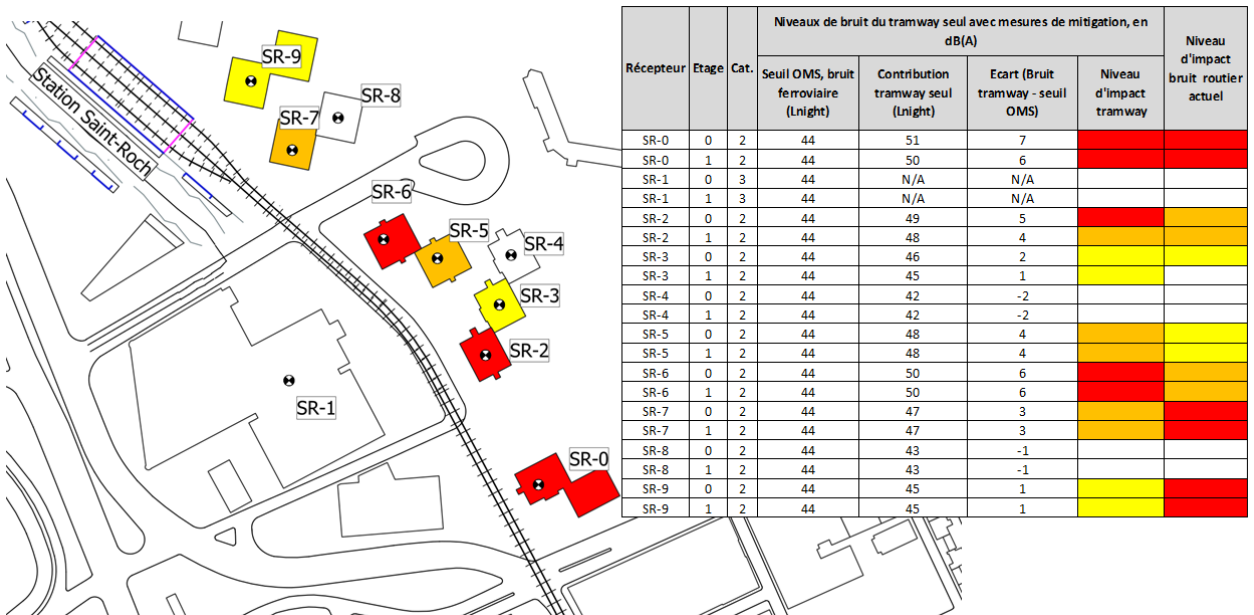 SR-9
SR-8
SR-7
Station Saint-Roch
SR-6
SR-5
SR-4
SR-3
SR-2
SR-1
SR-0
Niveaux de bruit du tramway seul avec mesures de mitigation, en dB(A)
Récepteur Etage Cat. Seuil OMS, bruit ferroviaire (Lnight) Contribution tramway seul (Lnight) Ecart (Bruit tramway - seuil OMS) Niveau d'impact tramway Niveau d'impact bruit routier actuel
SR-0 0 2 44 51 7
SR-0 1 2 44 50 6
SR-1 0 3 44 N/A N/A
SR-1 1 3 44 N/A N/A
SR-2 0 2 44 49 5
SR-2 1 2 44 48 4
SR-3 0 2 44 46 2
SR-3 1 2 44 45 1
SR-4 0 2 44 42 -2
SR-4 1 2 44 42 -2
SR-5 0 2 44 48 4
SR-5 1 2 44 48 4
SR-6 0 2 44 50 6
SR-6 1 2 44 50 6
SR-7 0 2 44 47 3
SR-7 1 2 44 47 3
SR-8 0 2 44 43 -1
SR-8 1 2 44 43 -1
SR-9 0 2 44 45 1
SR-9 1 2 44 45 1